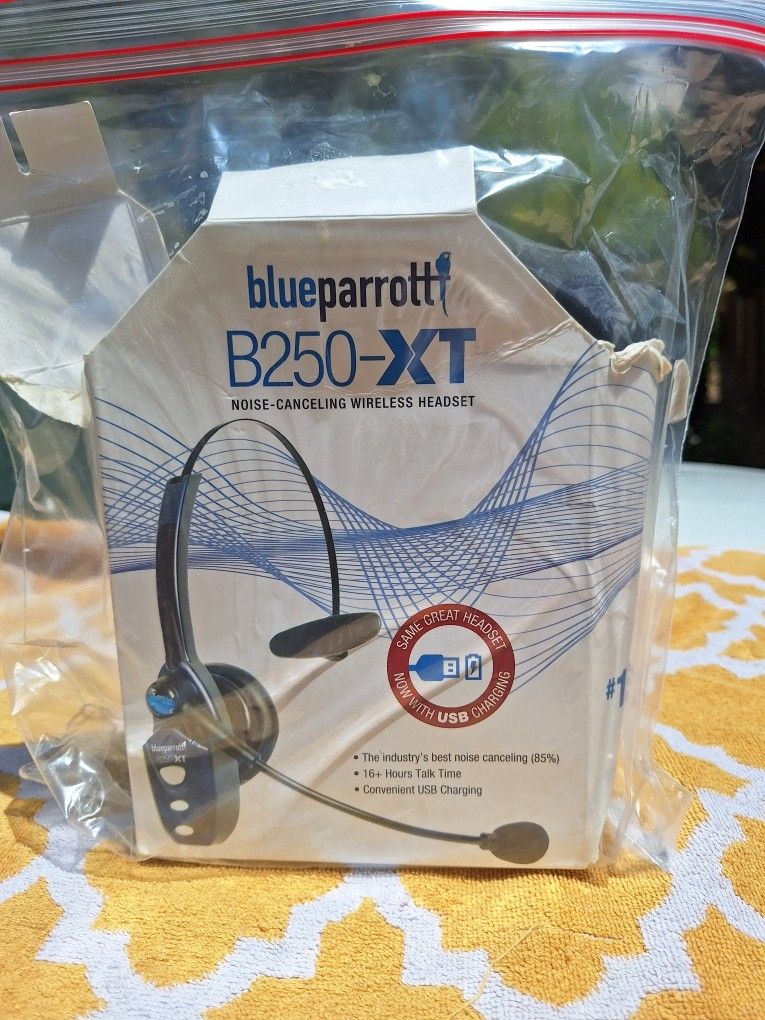 blueparrott
B250-XT
NOISE-CANCELING WIRELESS HEADSET
SAME GREAT HEADSET
NOW WITH USB CHARGING
#1
blueparrott
B250-XT
• The industry's best noise canceling (85%)
• 16+ Hours Talk Time
• Convenient USB Charging